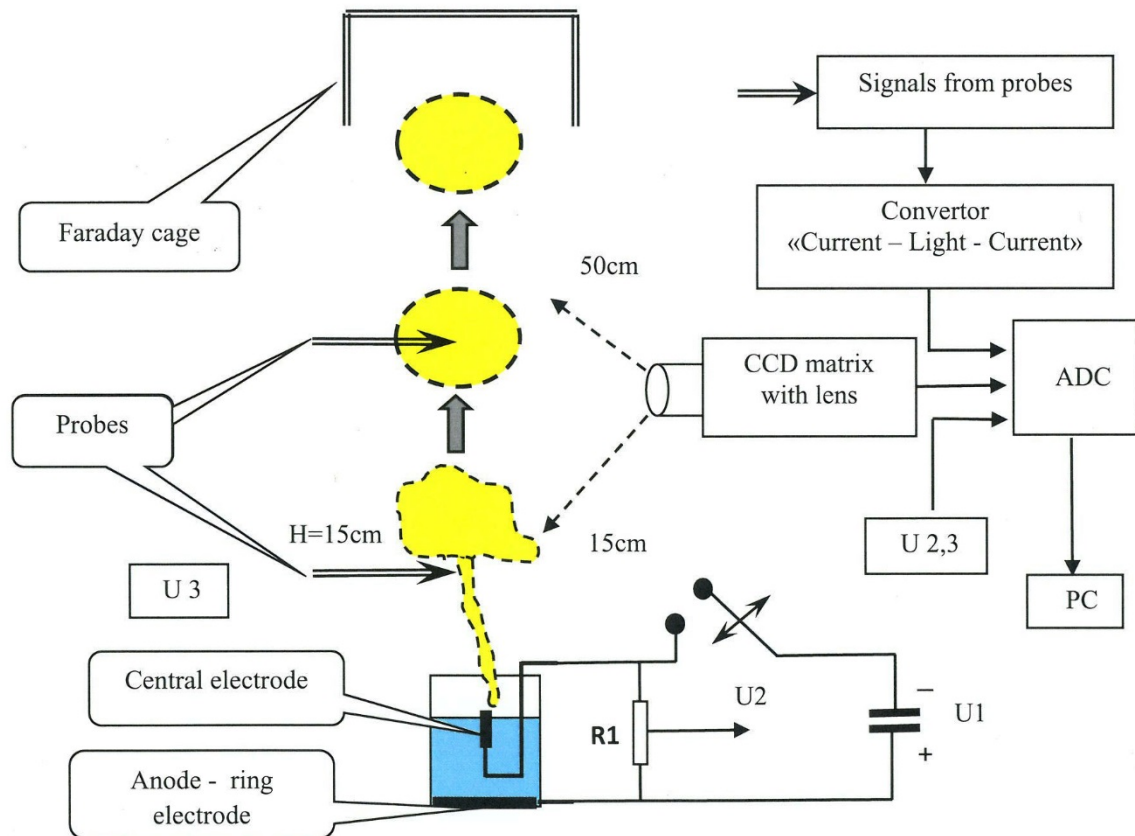 Signals from probes
Faraday cage
Convertor
«Current – Light - Current»
50cm
CCD matrix
with lens
ADC
Probes
H=15cm
15cm
U 2,3
U 3
PC
Central electrode
U2
R1
–
U1
+
Anode - ring
electrode